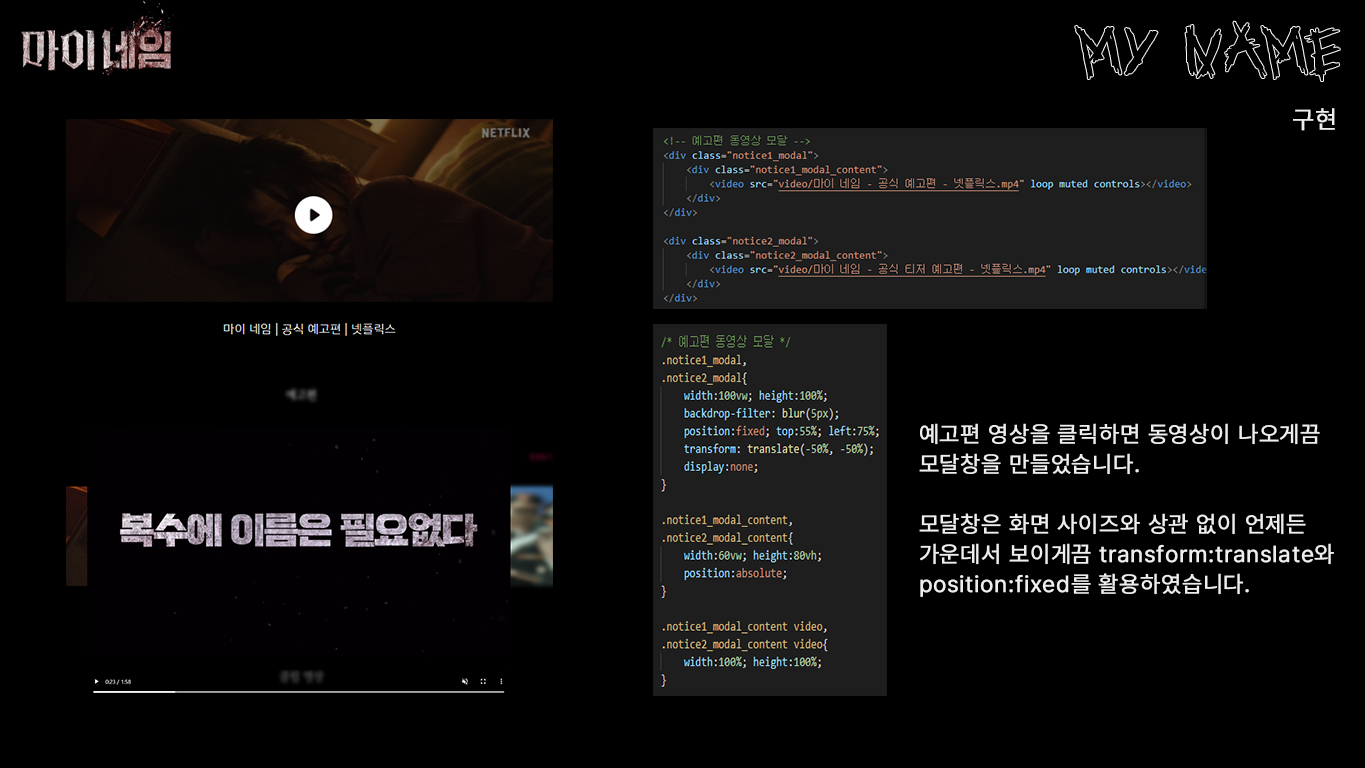 마이네임
MY NAME
구현
NETFLIX
마이 네임 | 공식 예고편 | 넷플릭스
예고편
복수에 이름은 필요없다
클립 영상
0:23 / 1:58
<!-- 예고편 동영상 모달 -->
<div class="notice1_modal">
<div class="notice1_modal_content">
<video src="video/마이 네임 - 공식 예고편 - 넷플릭스.mp4" loop muted controls></video>
</div>
</div>
<div class="notice2_modal">
<div class="notice2_modal_content">
<video src="video/마이 네임 - 공식 티저 예고편 - 넷플릭스.mp4" loop muted controls></vide
</div>
</div>
/* 예고편 동영상 모달 */
.notice1_modal,
.notice2_modal{
width:100vw; height:100%;
backdrop-filter: blur(5px);
position:fixed; top:55%; left:75%;
transform: translate(-50%, -50%);
display:none;
}
.notice1_modal_content,
.notice2_modal_content{
width:60vw; height:80vh;
position:absolute;
}
.notice1_modal_content video,
.notice2_modal_content video{
width:100%; height:100%;
}
예고편 영상을 클릭하면 동영상이 나오게끔
모달창을 만들었습니다.
모달창은 화면 사이즈와 상관 없이 언제든
가운데서 보이게끔 transform:translate와
position:fixed를 활용하였습니다.